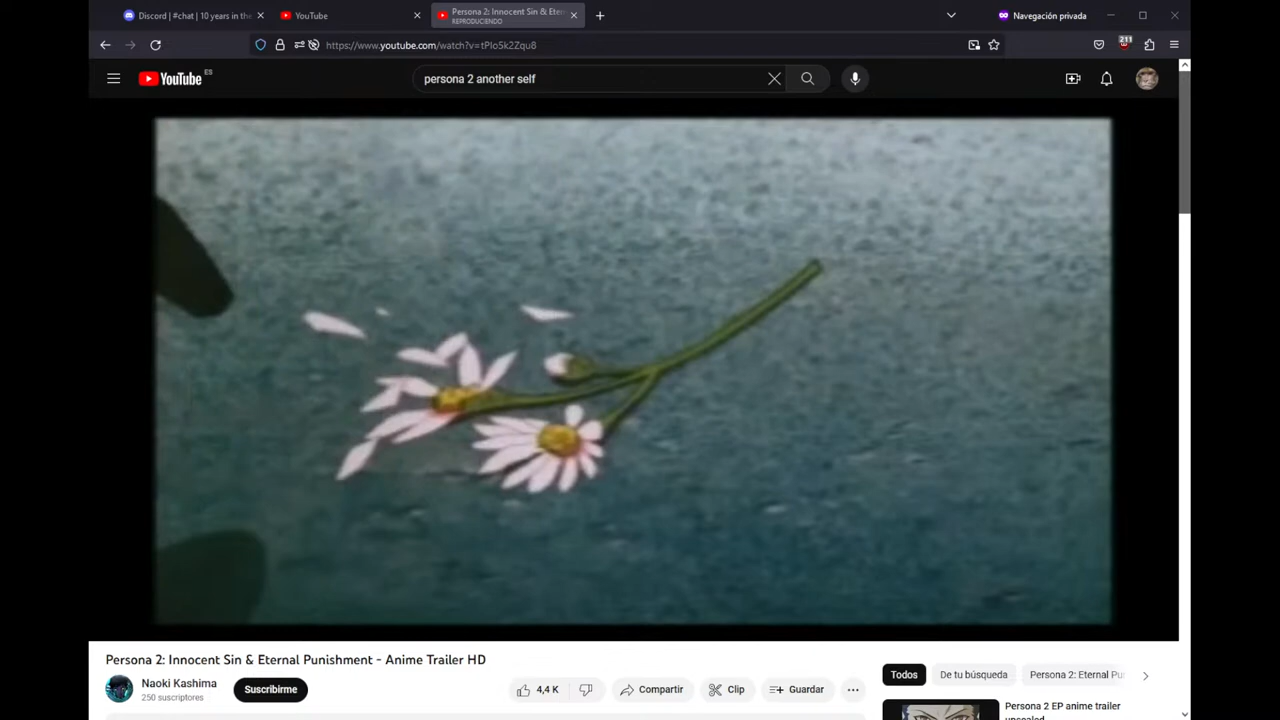 Discord | #chat | 10 years in the
YouTube
Persona 2: Innocent Sin & Eter
REPRODUCIENDO
Navegación privada
https://www.youtube.com/watch?v=tPIo5k2Zqu8
211
YouTube ES
persona 2 another self
Persona 2: Innocent Sin & Eternal Punishment - Anime Trailer HD
Naoki Kashima
250 suscriptores
Suscribirme
4,4 K
Compartir
Clip
Guardar
Todos
De tu búsqueda
Persona 2: Eternal Pu
Persona 2 EP anime trailer
upscaled